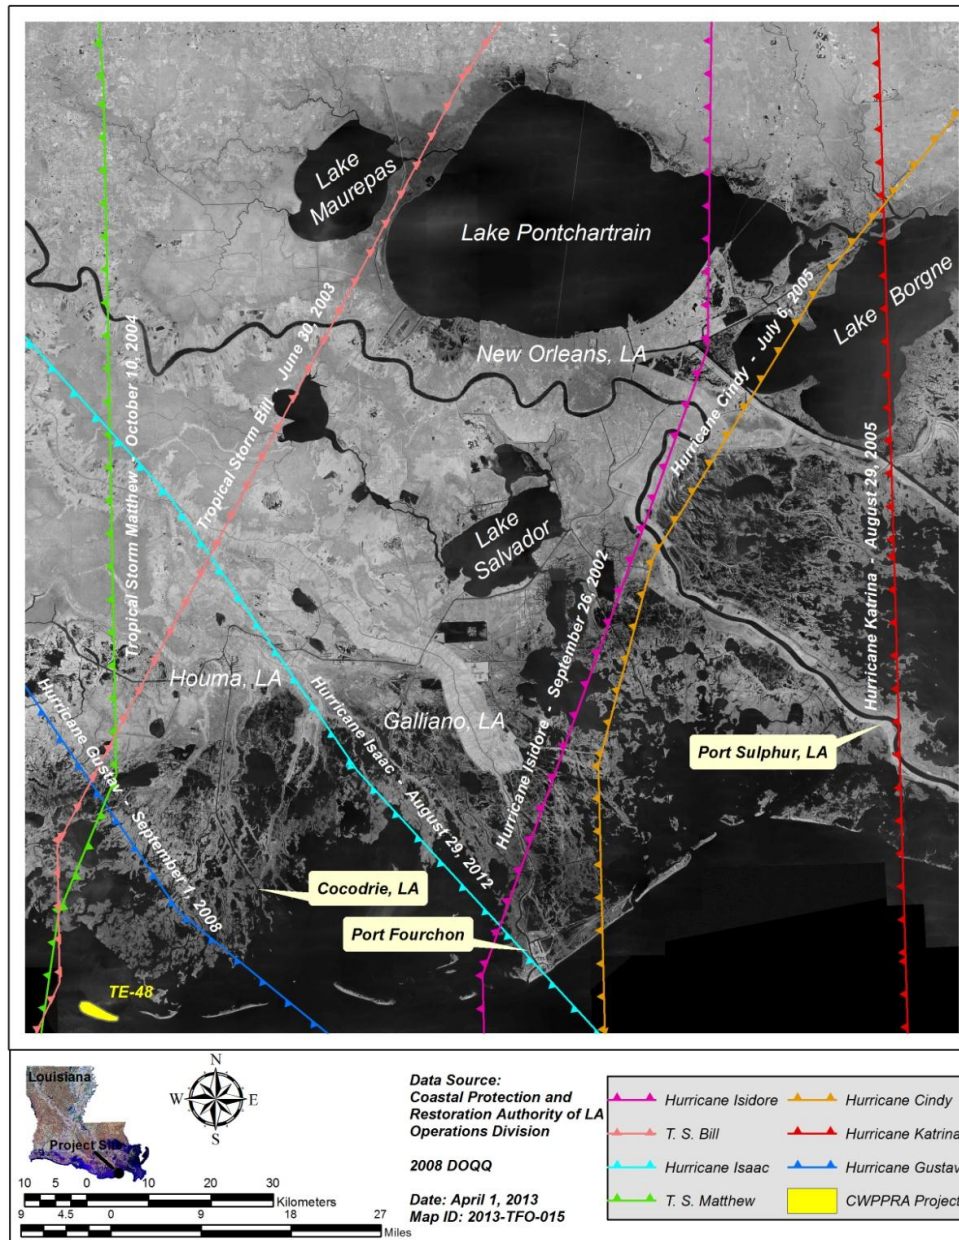 Lake
Maurepas
Lake Pontchartrain
Lake Borgne
New Orleans, LA
Tropical Storm Matthew - October 10, 2004
Tropical Storm Bill - June 30, 2003
Hurricane Cindy - July 6, 2005
Hurricane Katrina - August 29, 2005
Lake
Salvador
Hurricane Isidore - September 26, 2002
Houma, LA
Galliano, LA
Hurricane Gustav - September 1, 2008
Hurricane Isaac - August 29, 2012
Port Sulphur, LA
Cocodrie, LA
Port Fourchon
TE-48
Louisiana
Project Site
N
W
E
S
10 5 0 10 20 30
Kilometers
9 4.5 0 9 18 27
Miles
Data Source:
Coastal Protection and
Restoration Authority of LA
Operations Division
2008 DOQQ
Date: April 1, 2013
Map ID: 2013-TFO-015
Hurricane Isidore
T. S. Bill
Hurricane Isaac
T. S. Matthew
Hurricane Cindy
Hurricane Katrina
Hurricane Gustav
CWPPRA Project